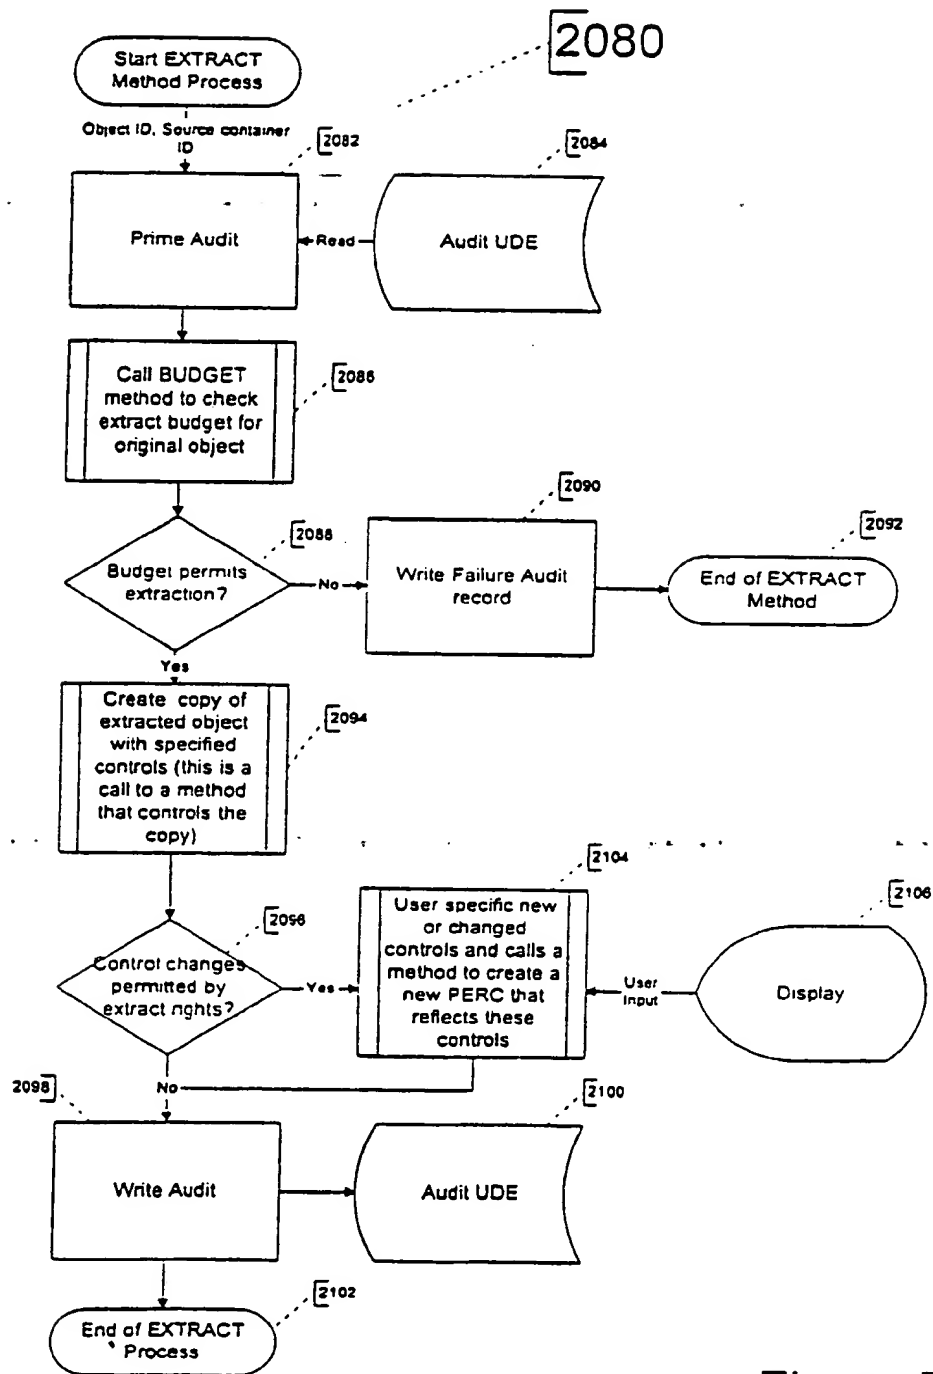 2080
Start EXTRACT
Method Process
Object ID, Source container
ID
2082
2084
Prime Audit
Read
Audit UDE
Call BUDGET
method to check
extract budget for
original object
2086
2090
2088
2092
Budget permits
extraction?
No
Write Failure Audit
record
End of EXTRACT
Method
Yes
Create copy of
extracted object
with specified
controls (this is a
call to a method
that controls the
copy)
2094
2104
2096
2106
User specific new
or changed
controls and calls a
method to create a
new PERC that
reflects these
controls
Control changes
permitted by
extract rights?
Yes
User
Input
Display
No
2098
2100
Write Audit
Audit UDE
2102
End of EXTRACT
Process